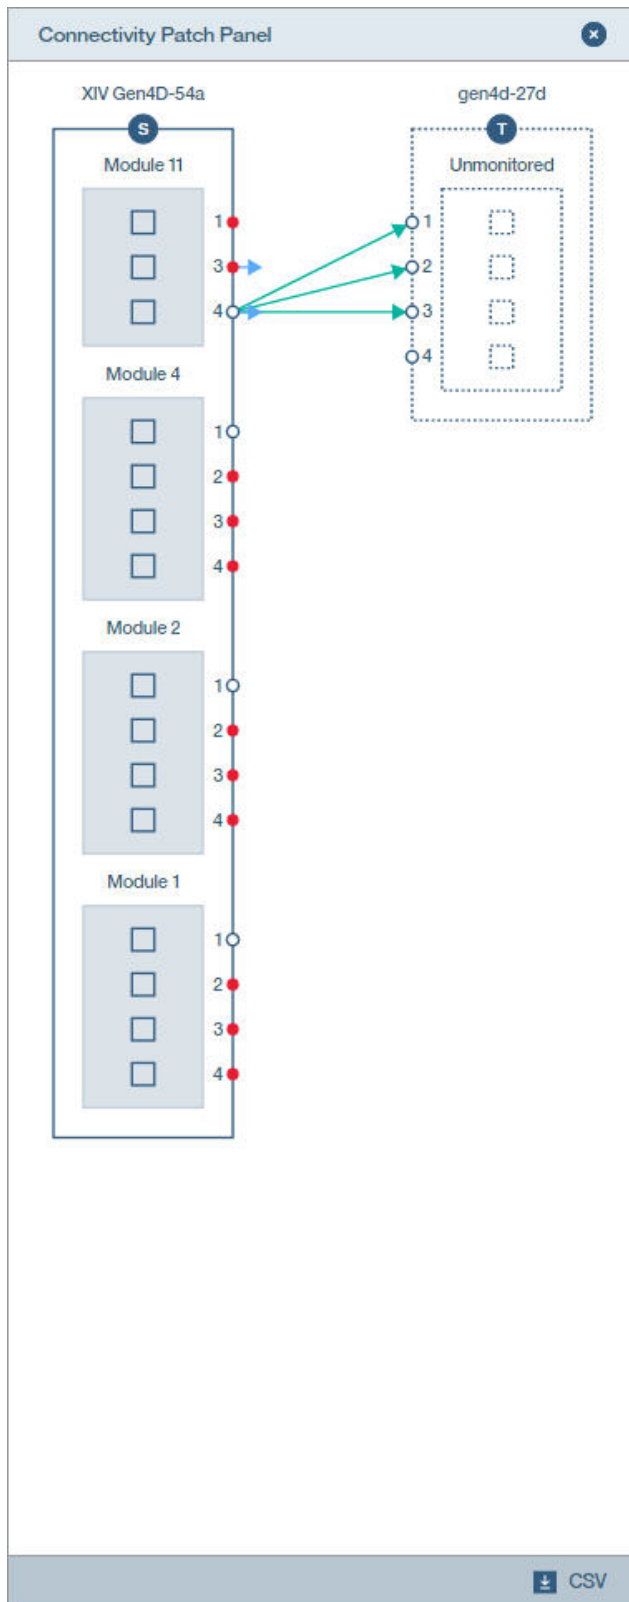 Connectivity Patch Panel
XIV Gen4D-54a
gen4d-27d
S
T
Module 11
Unmonitored
1
1
3
2
4
3
4
Module 4
1
2
3
4
Module 2
1
2
3
4
Module 1
1
2
3
4
CSV